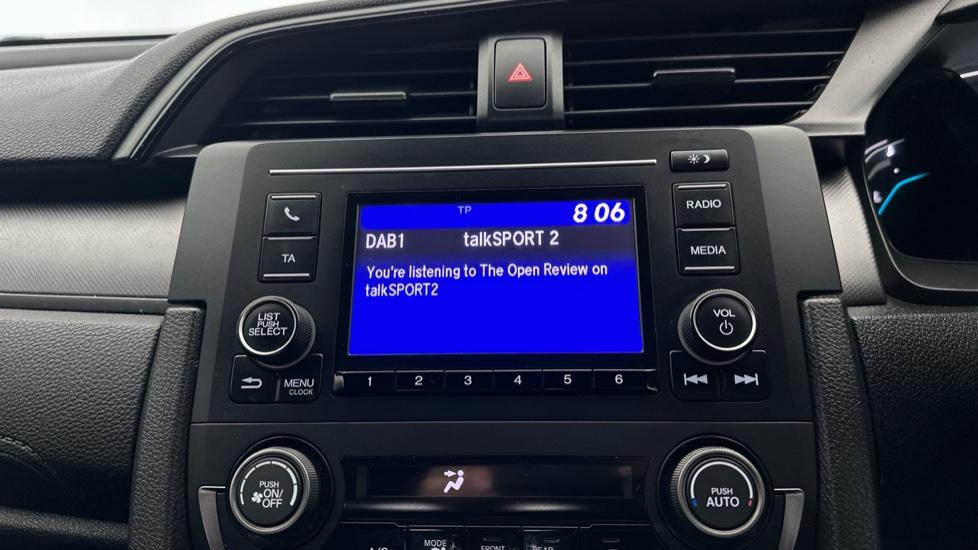 TP
8 06
DAB1 talkSPORT 2
You're listening to The Open Review on
talkSPORT2
TA
LIST
PUSH
SELECT
MENU
CLOCK
RADIO
MEDIA
VOL
1 2 3 4 5 6
PUSH
ON/
OFF
PUSH
AUTO
MODE
FRONT
REAR